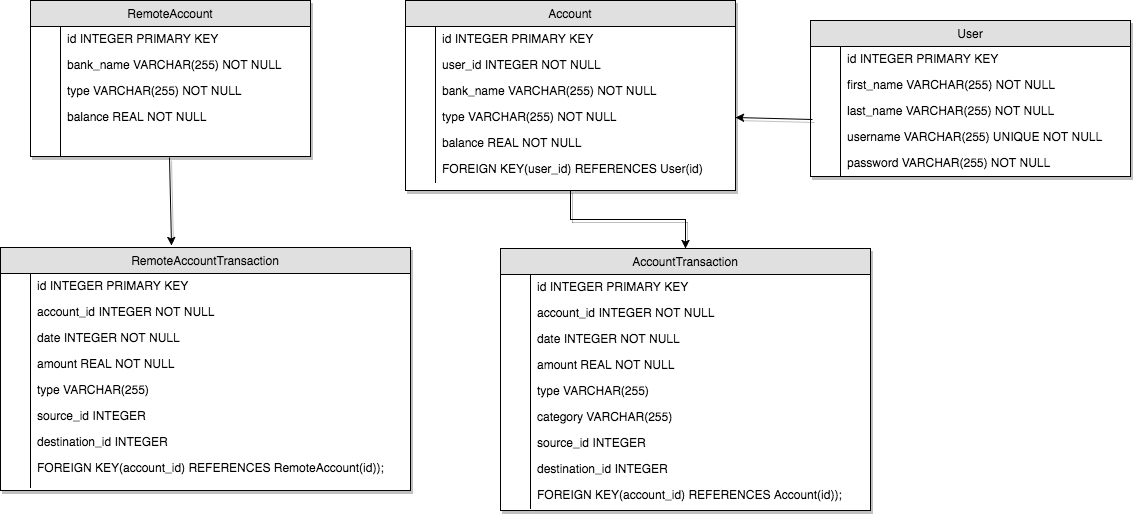 RemoteAccount
id INTEGER PRIMARY KEY
bank_name VARCHAR(255) NOT NULL
type VARCHAR(255) NOT NULL
balance REAL NOT NULL
Account
id INTEGER PRIMARY KEY
user_id INTEGER NOT NULL
bank_name VARCHAR(255) NOT NULL
type VARCHAR(255) NOT NULL
balance REAL NOT NULL
FOREIGN KEY(user_id) REFERENCES User(id)
User
id INTEGER PRIMARY KEY
first_name VARCHAR(255) NOT NULL
last_name VARCHAR(255) NOT NULL
username VARCHAR(255) UNIQUE NOT NULL
password VARCHAR(255) NOT NULL
RemoteAccountTransaction
id INTEGER PRIMARY KEY
account_id INTEGER NOT NULL
date INTEGER NOT NULL
amount REAL NOT NULL
type VARCHAR(255)
source_id INTEGER
destination_id INTEGER
FOREIGN KEY(account_id) REFERENCES RemoteAccount(id));
AccountTransaction
id INTEGER PRIMARY KEY
account_id INTEGER NOT NULL
date INTEGER NOT NULL
amount REAL NOT NULL
type VARCHAR(255)
category VARCHAR(255)
source_id INTEGER
destination_id INTEGER
FOREIGN KEY(account_id) REFERENCES Account(id));